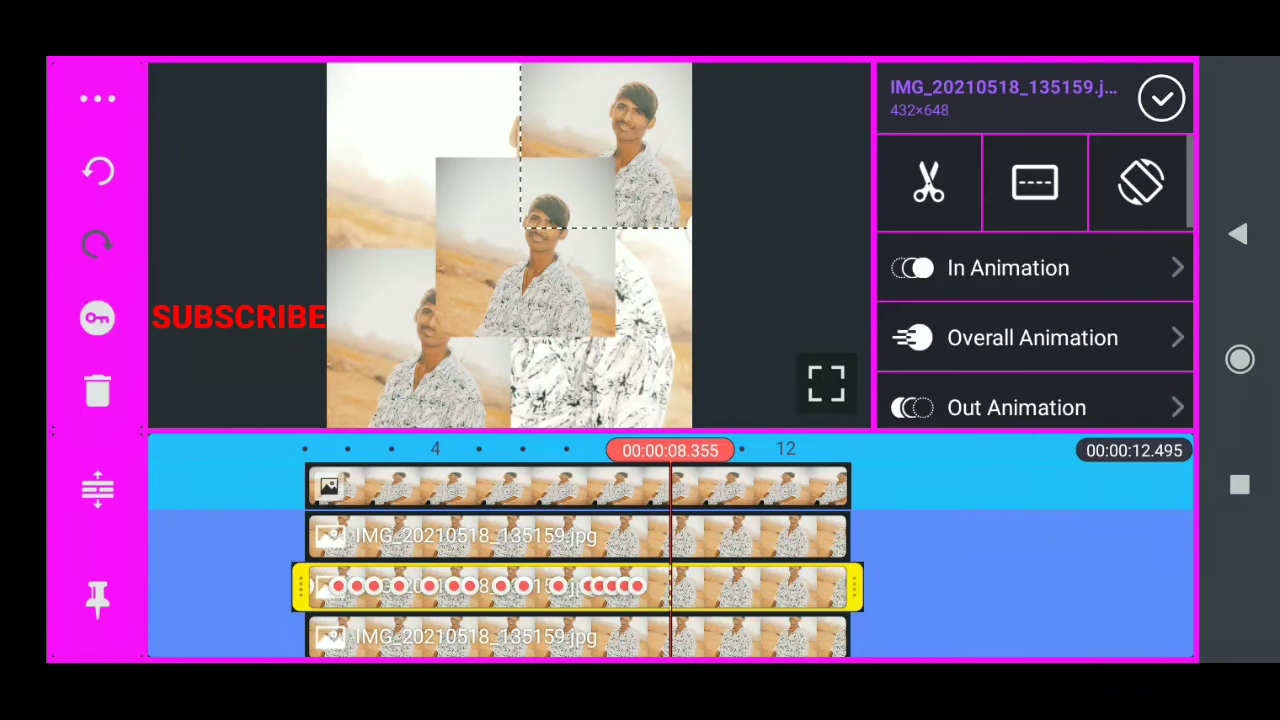 IMG_20210518_135159.j...
432×648
In Animation
Overall Animation
Out Animation
SUBSCRIBE
4
00:00:08.355
12
00:00:12.495
IMG_20210518_135159.jpg
IMG_20210518_135159.jpg